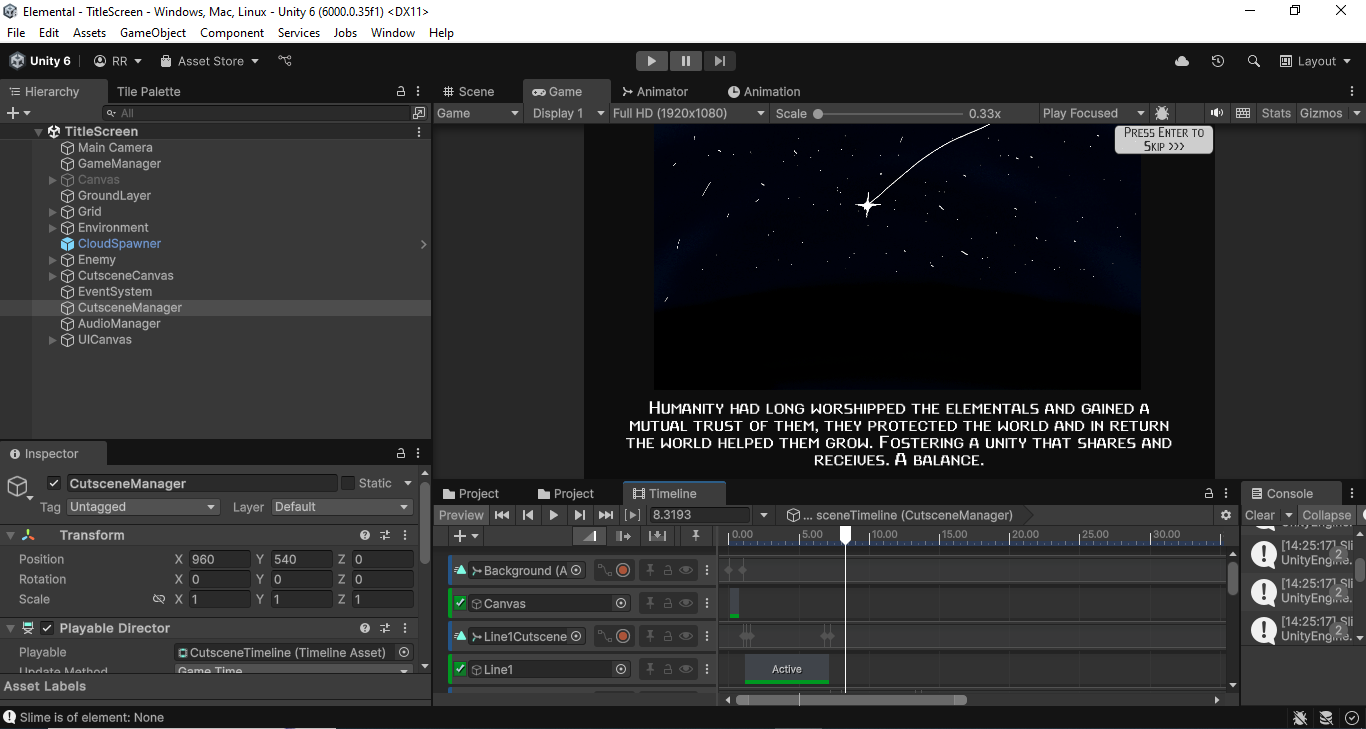 Elemental - TitleScreen - Windows, Mac, Linux - Unity 6 (6000.0.35f1) <DX11>
File Edit Assets GameObject Component Services Jobs Window Help
Unity 6 RR Asset Store Layout
Hierarchy Tile Palette
All
TitleScreen
Main Camera
GameManager
Canvas
GroundLayer
Grid
Environment
CloudSpawner
Enemy
CutsceneCanvas
EventSystem
CutsceneManager
AudioManager
UICanvas
Scene Game Animator Animation
Game Display 1 Full HD (1920x1080) Scale 0.33x Play Focused Stats Gizmos
Press Enter to
Skip >>>
Humanity had long worshipped the elementals and gained a
mutual trust of them, they protected the world and in return
the world helped them grow. Fostering a unity that shares and
receives. A balance.
Inspector
CutsceneManager Static
Tag Untagged Layer Default
Transform
Position X 960 Y 540 Z 0
Rotation X 0 Y 0 Z 0
Scale X 1 Y 1 Z 1
Playable Director
Playable CutsceneTimeline (Timeline Asset)
Update Method Game Time
Asset Labels
Project Project Timeline
Preview 8.3193 ... sceneTimeline (CutsceneManager)
0.00 5.00 10.00 15.00 20.00 25.00 30.00
Background (A
Canvas
Line1Cutscene
Line1 Active
Console
Clear Collapse
UnityEngine.
[14:25:17] Sli
UnityEngine. 2
[14:25:17] Sli
UnityEngine. 2
[14:25:17] Sli
UnityEngine. 2
Slime is of element: None